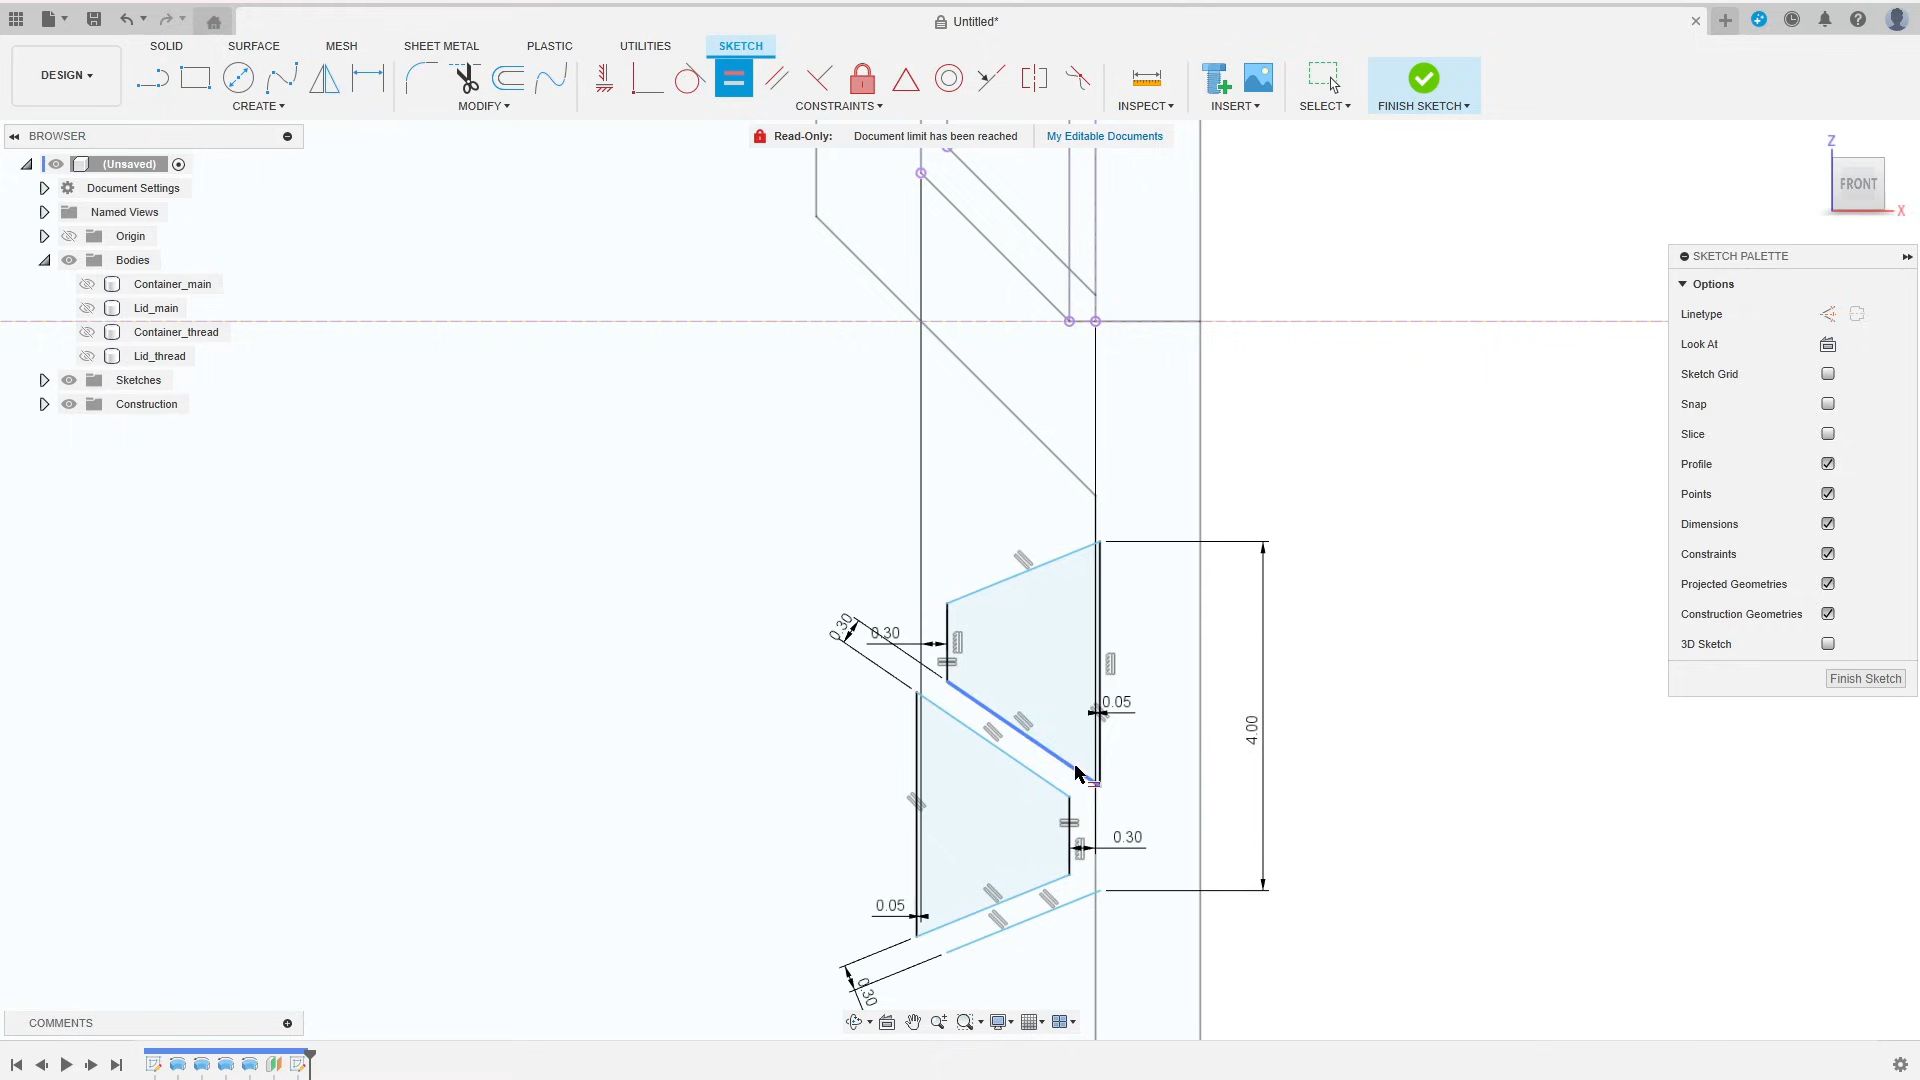 Untitled*
DESIGN
SOLID SURFACE MESH SHEET METAL PLASTIC UTILITIES SKETCH
CREATE MODIFY CONSTRAINTS INSPECT INSERT SELECT FINISH SKETCH
BROWSER
Read-Only: Document limit has been reached My Editable Documents
(Unsaved)
Document Settings
Named Views
Origin
Bodies
Container_main
Lid_main
Container_thread
Lid_thread
Sketches
Construction
Z
FRONT
X
SKETCH PALETTE
Options
Linetype
Look At
Sketch Grid
Snap
Slice
Profile
Points
Dimensions
Constraints
Projected Geometries
Construction Geometries
3D Sketch
Finish Sketch
0.30
0.30
0.05
4.00
0.30
0.05
0.30
COMMENTS